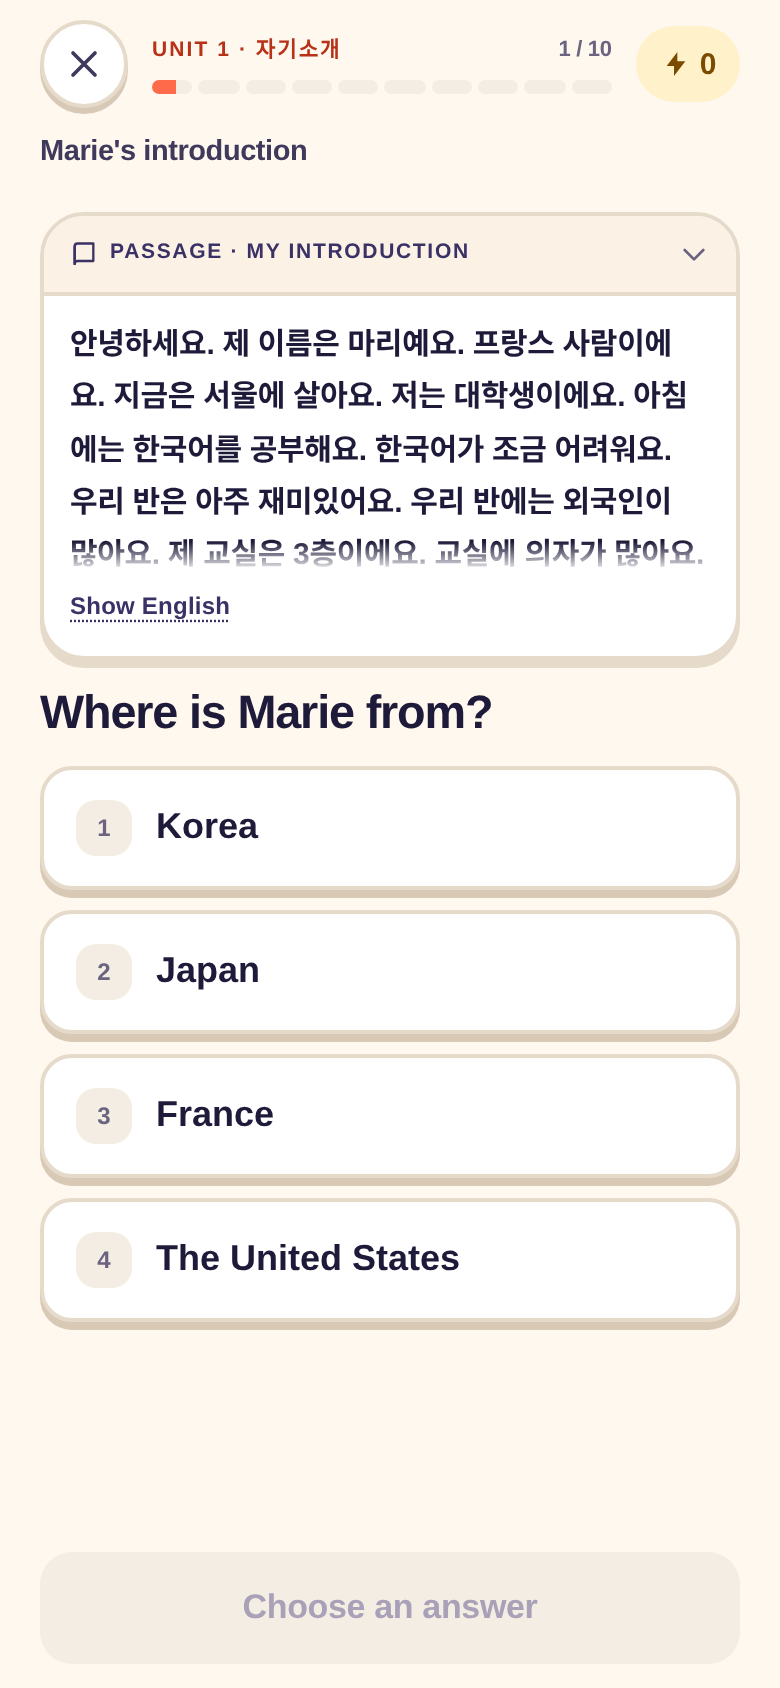 UNIT 1 · 자기소개
1 / 10
0
Marie's introduction
PASSAGE · MY INTRODUCTION
안녕하세요. 제 이름은 마리예요. 프랑스 사람이에
요. 지금은 서울에 살아요. 저는 대학생이에요. 아침
에는 한국어를 공부해요. 한국어가 조금 어려워요.
우리 반은 아주 재미있어요. 우리 반에는 외국인이
많아요. 제 교실은 3층이에요. 교실에 의자가 많아요.
Show English
Where is Marie from?
1 Korea
2 Japan
3 France
4 The United States
Choose an answer